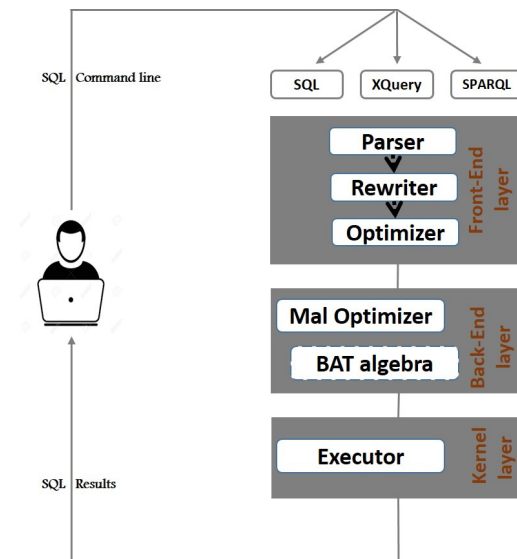 SQL Command line
SQL
XQuery
SPARQL
Parser
Rewriter
Optimizer
Front-End
layer
Mal Optimizer
BAT algebra
Back-End
layer
Executor
Kernel
layer
SQL Results